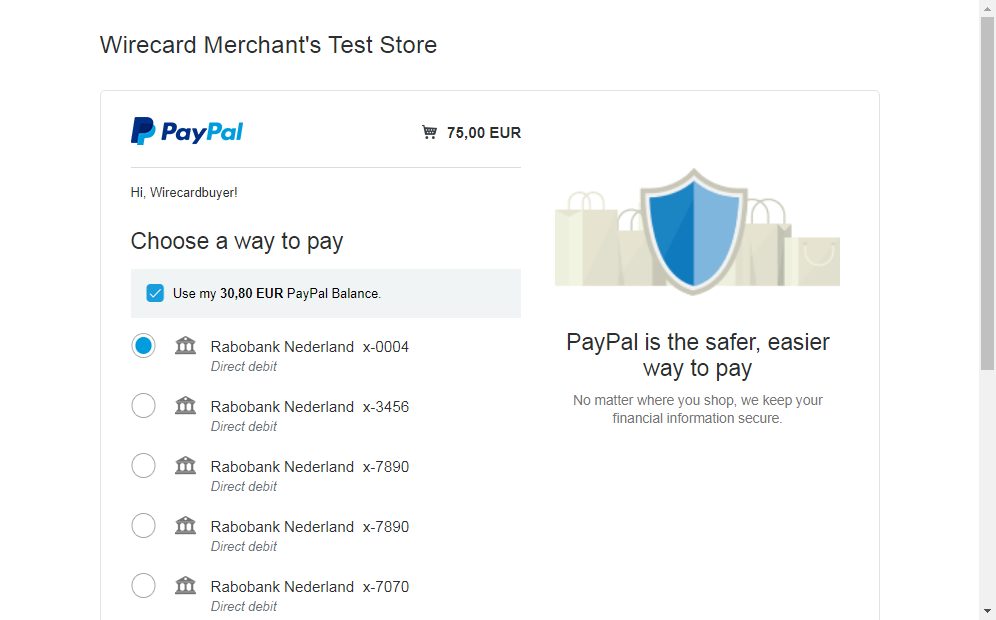 Wirecard Merchant's Test Store
PayPal
75,00 EUR
Hi, Wirecardbuyer!
Choose a way to pay
Use my 30,80 EUR PayPal Balance.
Rabobank Nederland x-0004
Direct debit
Rabobank Nederland x-3456
Direct debit
Rabobank Nederland x-7890
Direct debit
Rabobank Nederland x-7890
Direct debit
Rabobank Nederland x-7070
Direct debit
PayPal is the safer, easier
way to pay
No matter where you shop, we keep your
financial information secure.